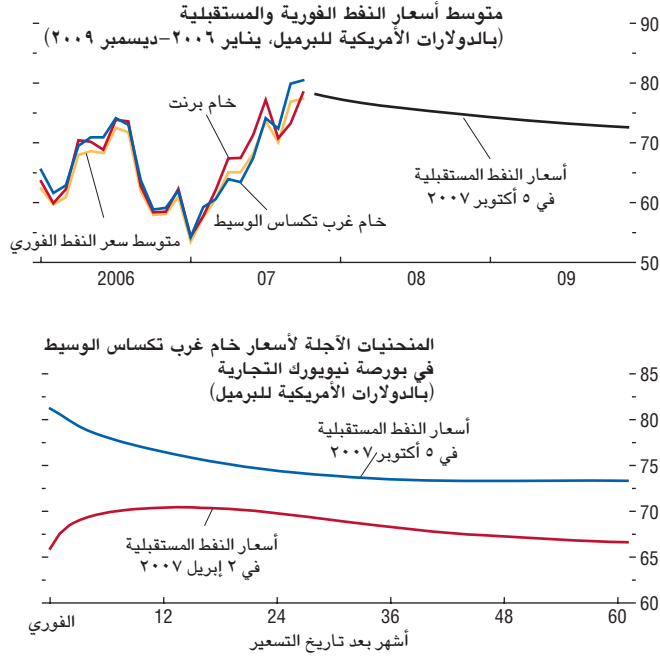 متوسط أسعار النفط الفورية والمستقبلية
(بالدولارات الأمريكية للبرميل، يناير ٢٠٠٦–ديسمبر ٢٠٠٩)
90
80
70
60
50
خام برنت
أسعار النفط المستقبلية
في ٥ أكتوبر ٢٠٠٧
خام غرب تكساس الوسيط
متوسط سعر النفط الفوري
2006
07
08
09
المنحنيات الآجلة لأسعار خام غرب تكساس الوسيط
في بورصة نيويورك التجارية
(بالدولارات الأمريكية للبرميل)
85
80
75
70
65
60
أسعار النفط المستقبلية
في ٥ أكتوبر ٢٠٠٧
أسعار النفط المستقبلية
في ٢ إبريل ٢٠٠٧
الفوري
12
24
36
48
60
أشهر بعد تاريخ التسعير